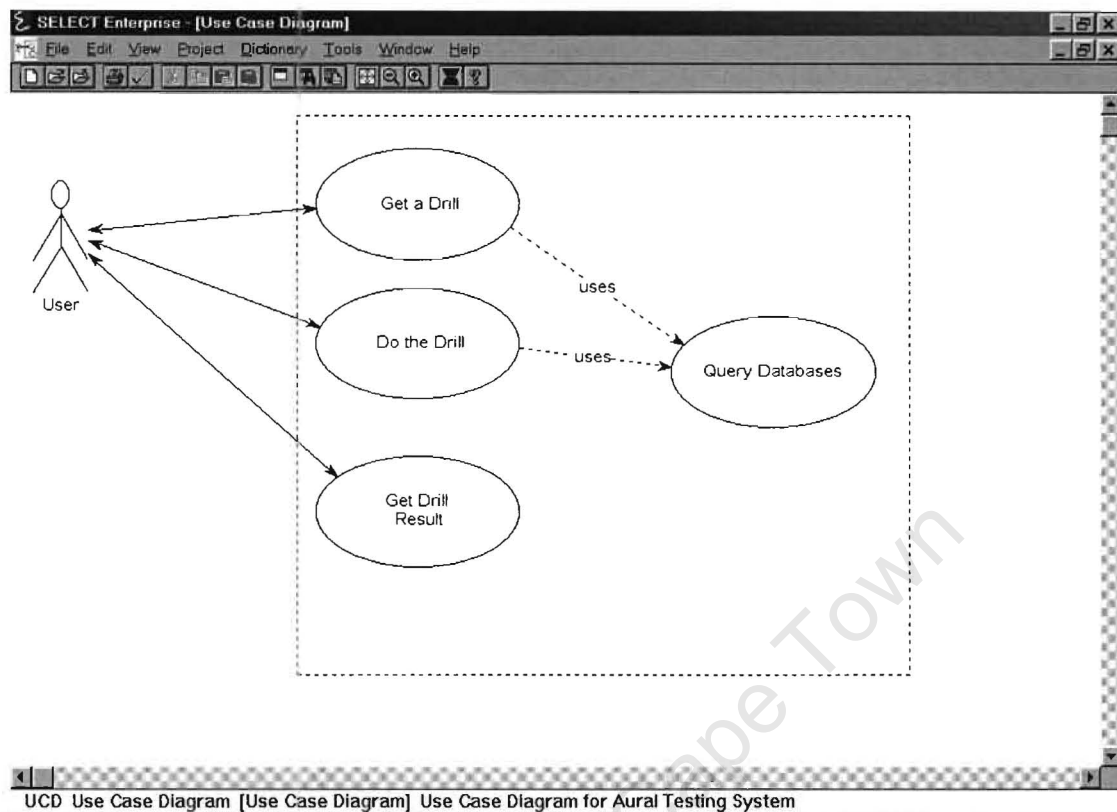 SELECT Enterprise - [Use Case Diagram]
File Edit View Project Dictionary Tools Window Help
Get a Drill
uses
User
Do the Drill
uses
Query Databases
Get Drill
Result
ape Town
UCD Use Case Diagram [Use Case Diagram] Use Case Diagram for Aural Testing System